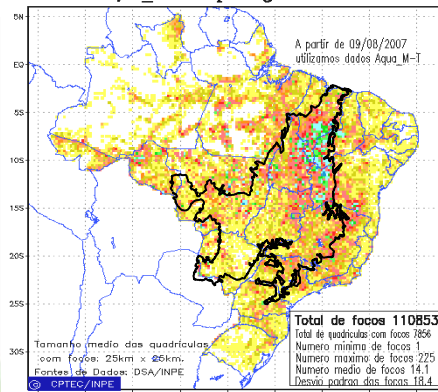 A partir de 09/08/2007
utilizamos dados Aqua_M-T
5N
EQ
5S
10S
15S
20S
25S
30S
Total de focos 110853
Total de quadrículas com focos 7856
Numero minimo de focos 1
Numero maximo de focos 225
Numero medio de focos 14.1
Desvio padrao das focos 18.4
Tamanho medio das quadrículas
com focos: 25km x 25km.
Fontes de Dados: DSA/INPE
© CPTEC/INPE